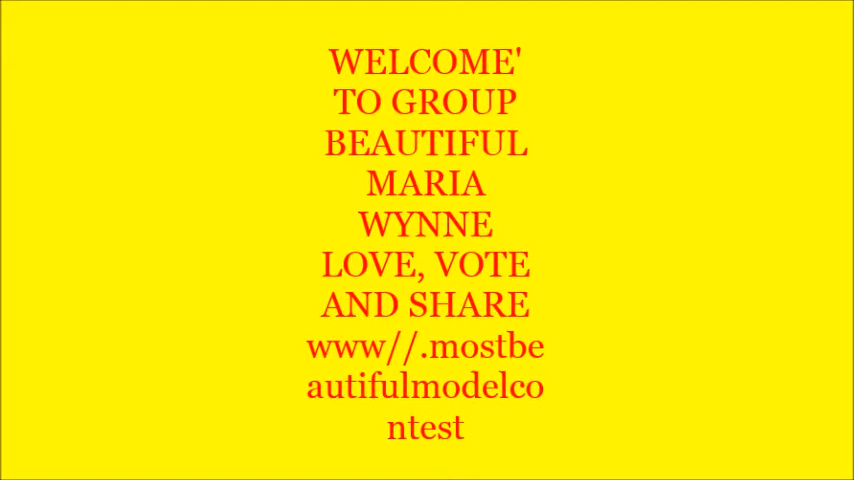 WELCOME'
TO GROUP
BEAUTIFUL
MARIA
WYNNE
LOVE, VOTE
AND SHARE
www//.mostbe
autifulmodelco
ntest